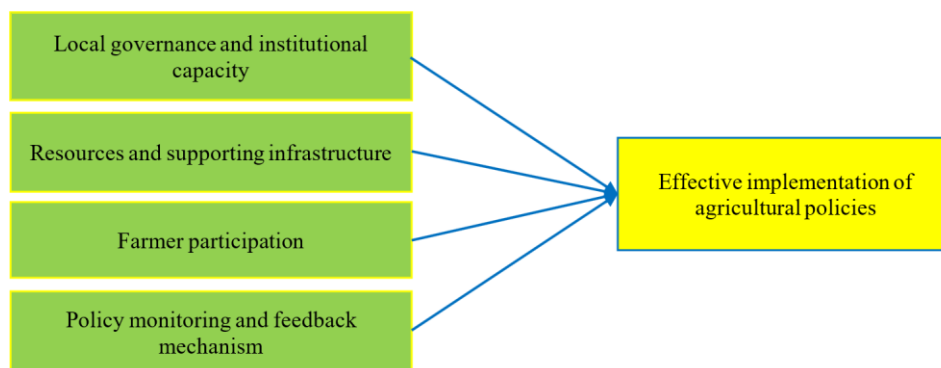 Local governance and institutional
capacity
Resources and supporting infrastructure
Farmer participation
Policy monitoring and feedback
mechanism
Effective implementation of
agricultural policies